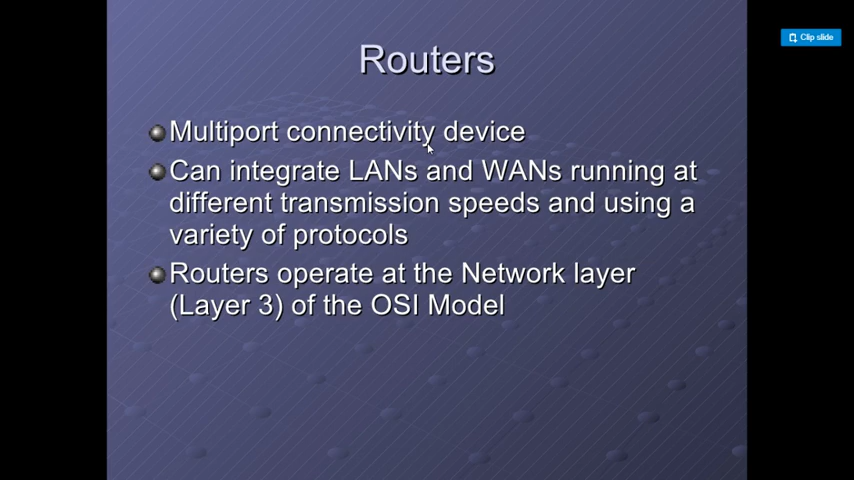 Clip slide
Routers
Multiport connectivity device
Can integrate LANs and WANs running at
different transmission speeds and using a
variety of protocols
Routers operate at the Network layer
(Layer 3) of the OSI Model